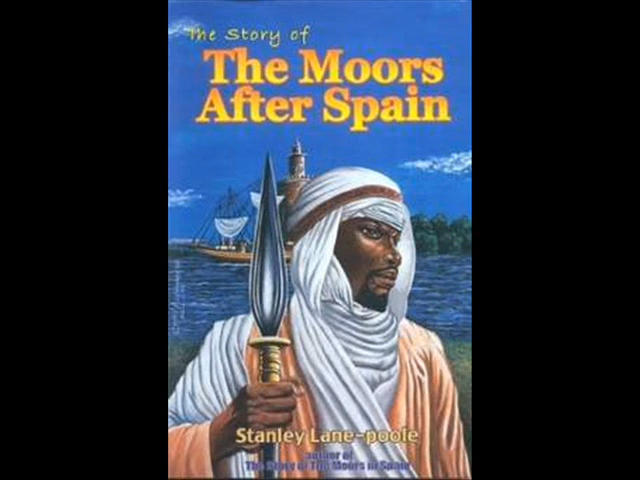 The Story of
The Moors
After Spain
Stanley Lane-poole
author of
The Story of The Moors in Spain